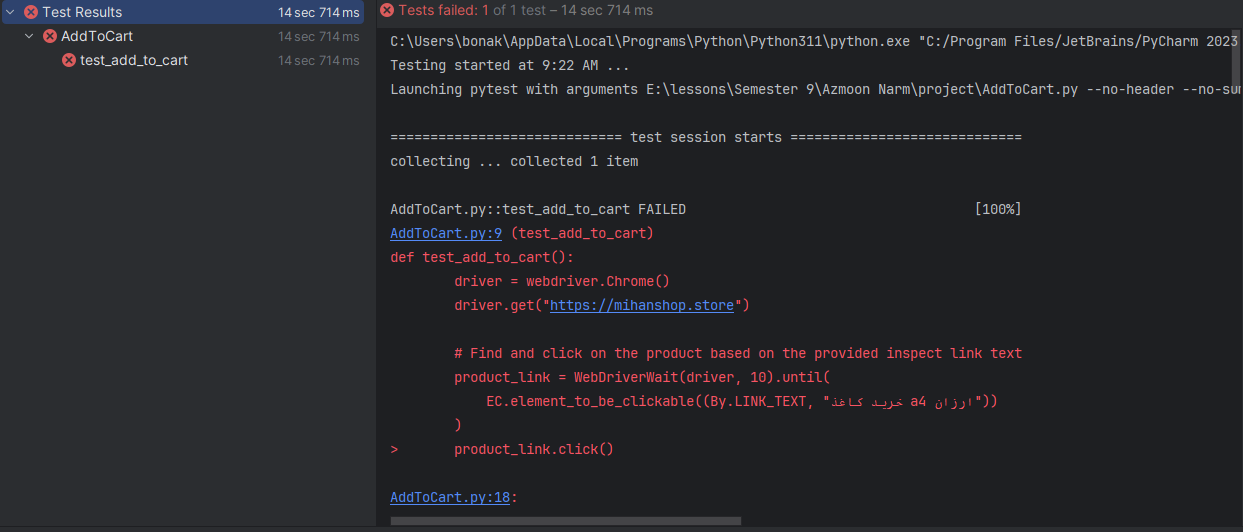 Test Results 14 sec 714 ms
AddToCart 14 sec 714 ms
test_add_to_cart 14 sec 714 ms
Tests failed: 1 of 1 test – 14 sec 714 ms
C:\Users\bonak\AppData\Local\Programs\Python\Python311\python.exe "C:/Program Files/JetBrains/PyCharm 2023
Testing started at 9:22 AM ...
Launching pytest with arguments E:\lessons\Semester 9\Azmoon Narm\project\AddToCart.py --no-header --no-sum
============================= test session starts =============================
collecting ... collected 1 item
AddToCart.py::test_add_to_cart FAILED [100%]
AddToCart.py:9 (test_add_to_cart)
def test_add_to_cart():
driver = webdriver.Chrome()
driver.get("https://mihanshop.store")
# Find and click on the product based on the provided inspect link text
product_link = WebDriverWait(driver, 10).until(
EC.element_to_be_clickable((By.LINK_TEXT, "خرید کاغذ a4 ارزان"))
)
> product_link.click()
AddToCart.py:18: